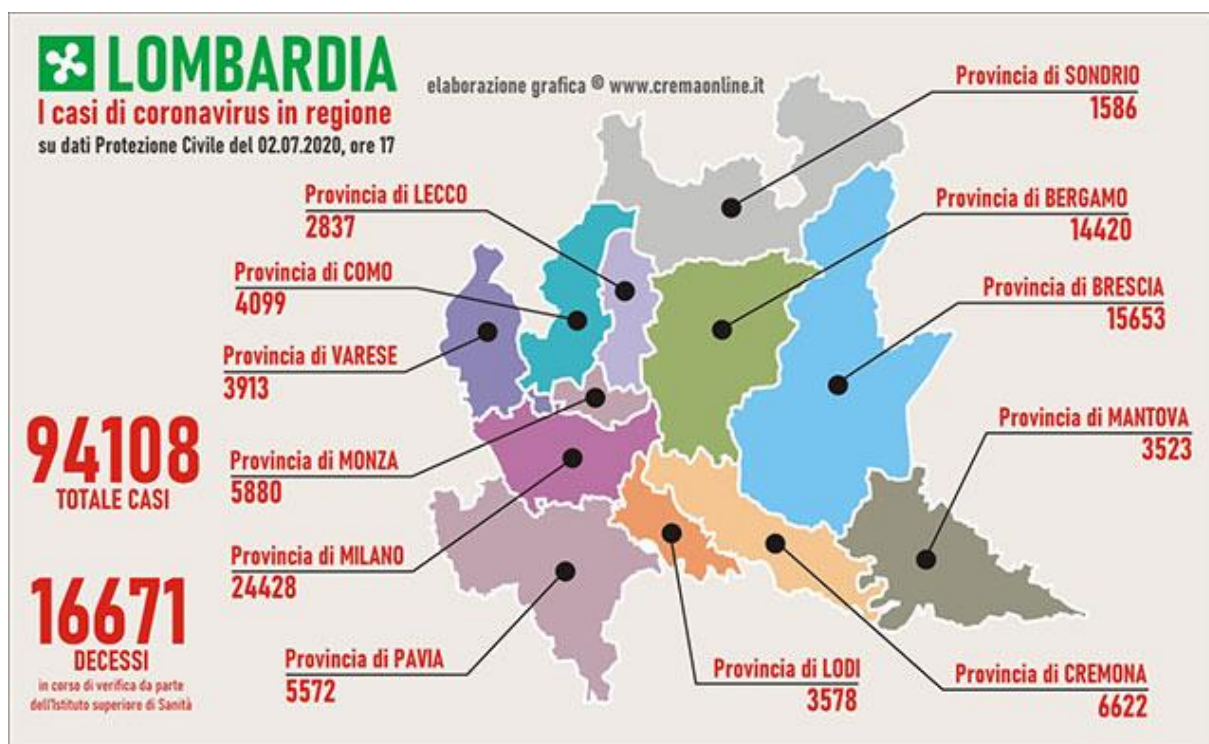 LOMBARDIA
I casi di coronavirus in regione
su dati Protezione Civile del 02.07.2020, ore 17
elaborazione grafica © www.cremaonline.it
Provincia di SONDRIO
1586
Provincia di LECCO
2837
Provincia di BERGAMO
14420
Provincia di COMO
4099
Provincia di BRESCIA
15653
Provincia di VARESE
3913
Provincia di MANTOVA
3523
94108
TOTALE CASI
Provincia di MONZA
5880
Provincia di MILANO
24428
16671
DECESSI
in corso di verifica da parte
dell'Istituto superiore di Sanità
Provincia di PAVIA
5572
Provincia di LODI
3578
Provincia di CREMONA
6622